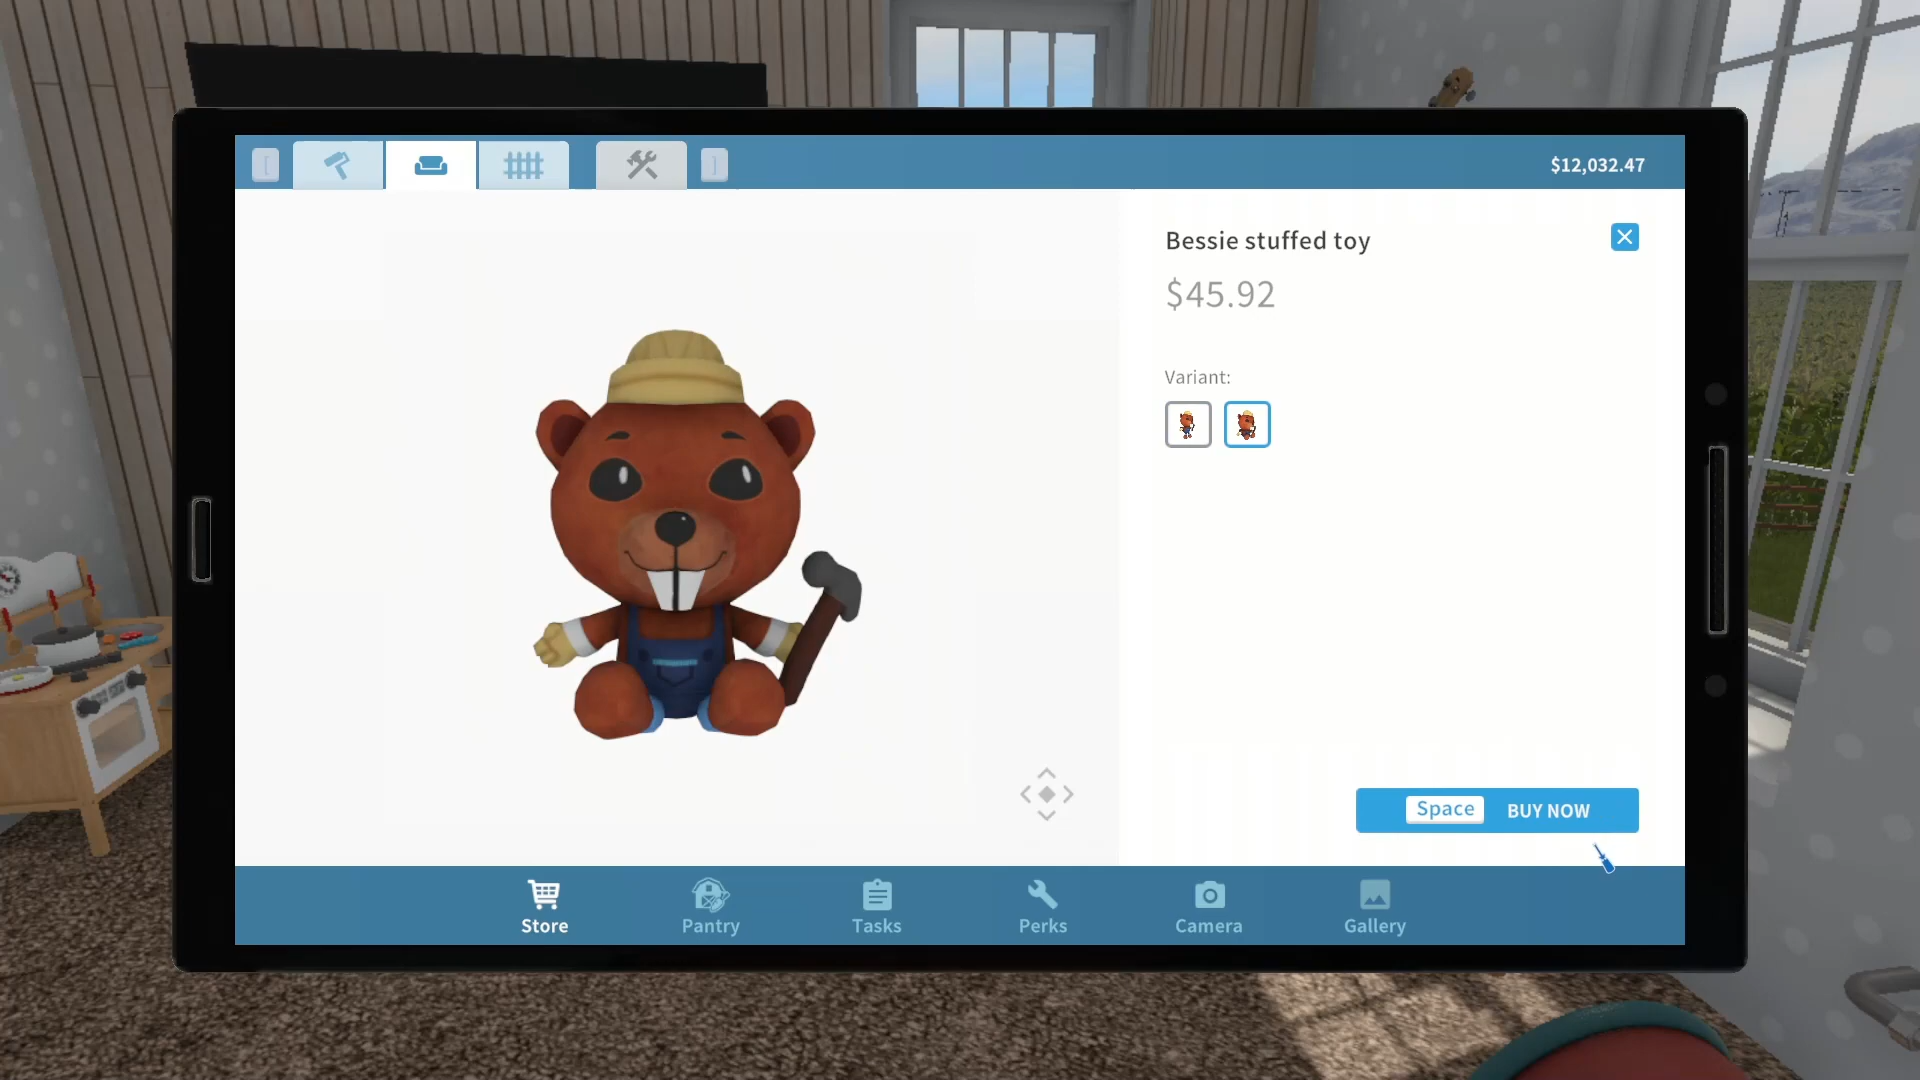 [
]
$12,032.47
Bessie stuffed toy
$45.92
Variant:
Space BUY NOW
Store
Pantry
Tasks
Perks
Camera
Gallery